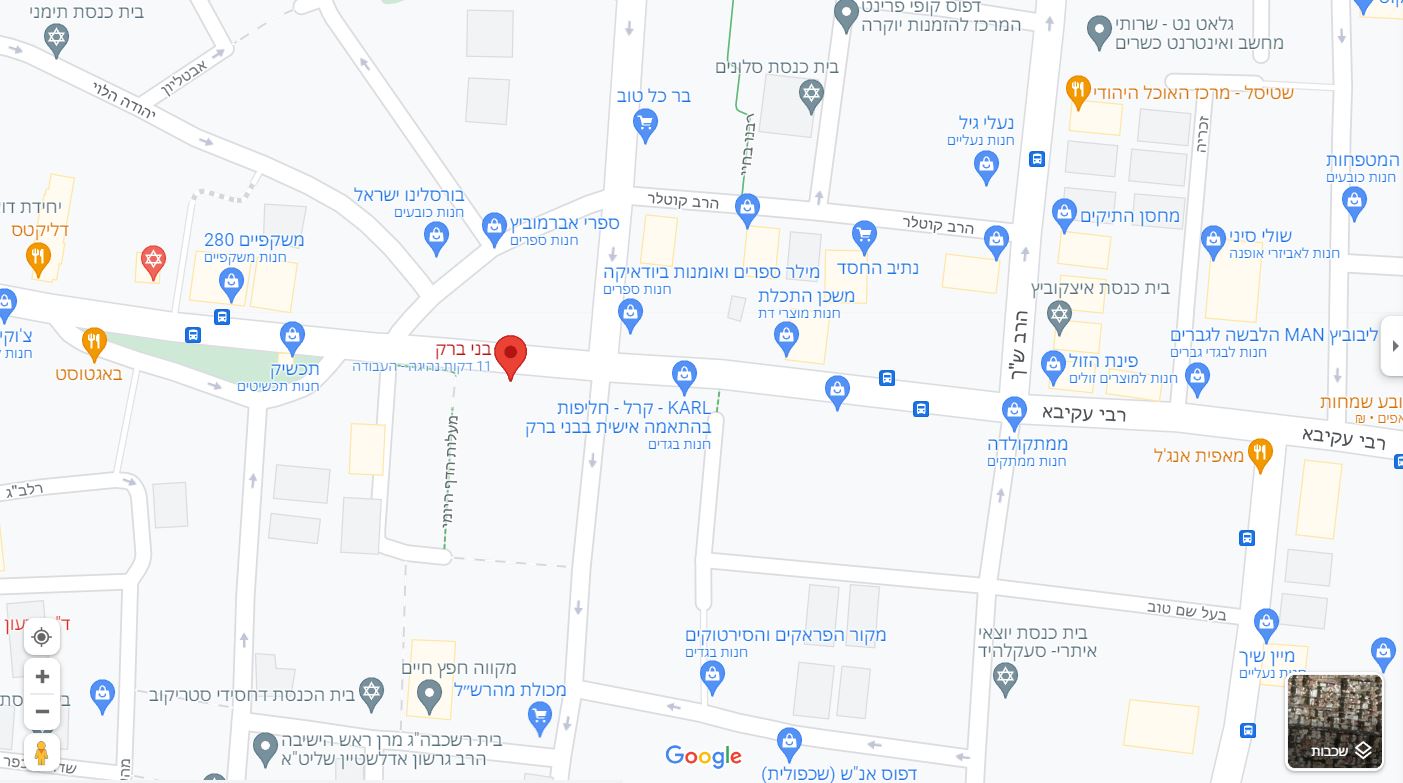 בית כנסת תימני
דפוס קופי פרינט
המרכז להזמנות יוקרה
גלאט נט - שרותי
מחשב ואינטרנט כשרים
אבטליון
יהודה הלוי
בית כנסת סלונים
בר כל טוב
שטיסל - מרכז האוכל היהודי
נעלי גיל
חנות נעליים
רבנו בחיי
זכריה
המטפחות
חנות כובעים
יחידת
דליקטס
בורסלינו ישראל
חנות כובעים
ספרי אברמוביץ
חנות ספרים
הרב קוטלר
הרב קוטלר
מחסן התיקים
שולי סיני
חנות לאביזרי אופנה
משקפיים 280
חנות משקפיים
מילר ספרים ואומנות ביודאיקה
חנות ספרים
נתיב החסד
משכן התכלת
חנות מוצרי דת
בית כנסת איצקוביץ
הרב ש"ך
ליבוביץ MAN הלבשה לגברים
חנות לבגדי גברים
פינת הזול
חנות למוצרים זולים
באגטוסט
תכשיק
חנות תכשיטים
בני ברק
11 דקות נהיגה - העבודה
KARL - קרל - חליפות
בהתאמה אישית בבני ברק
חנות בגדים
רבי עקיבא
רבי עקיבא
שמחות
ממתקולדה
חנות ממתקים
מאפית אנג'ל
מעלות הדף היומי
רלב"ג
בעל שם טוב
מקור הפראקים והסירטוקים
חנות בגדים
בית כנסת יוצאי
איתרי- סעקלהיד
מיין שיך
חנות נעליים
מקווה חפץ חיים
מכולת מהרש"ל
בית הכנסת דחסידי סטריקוב
בית רשכבה"ג מרן ראש הישיבה
הרב גרשון אדלשטיין שליט"א
דפוס אנ"ש (שכפולית)
Google
שכבות